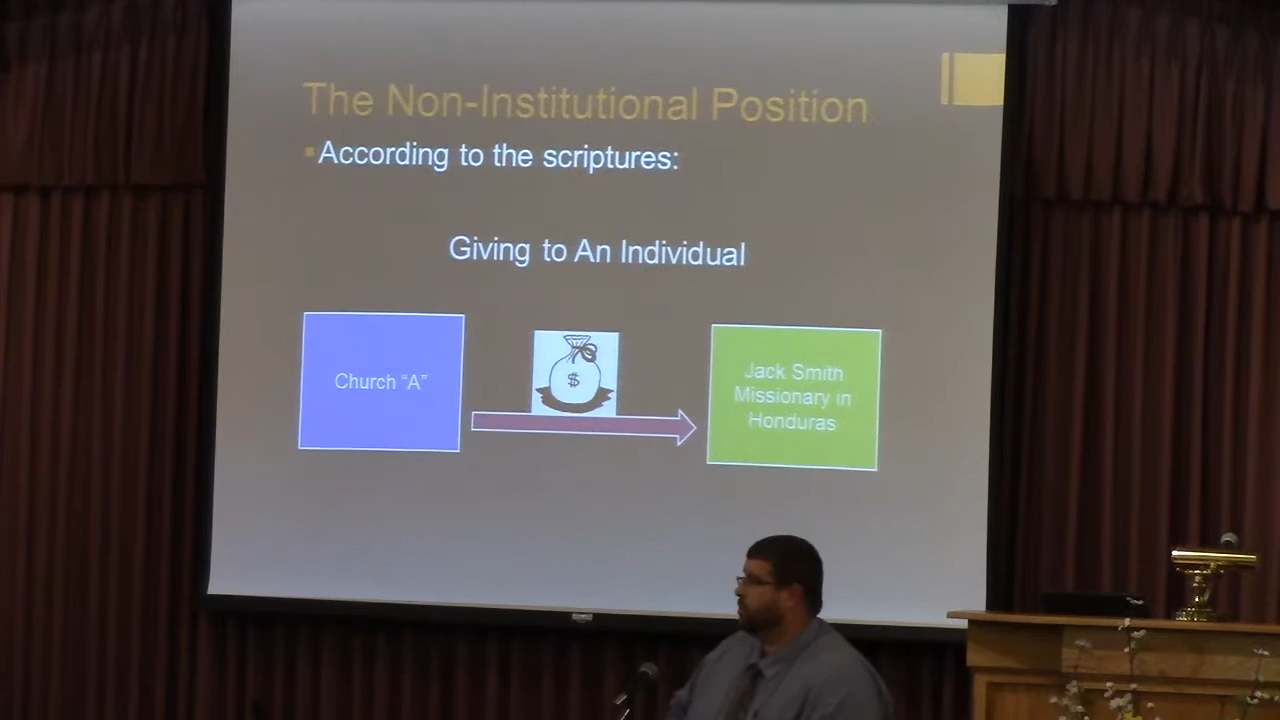 The Non-Institutional Position
▪According to the scriptures:
Giving to An Individual
Church “A”
$
Jack Smith
Missionary in
Honduras